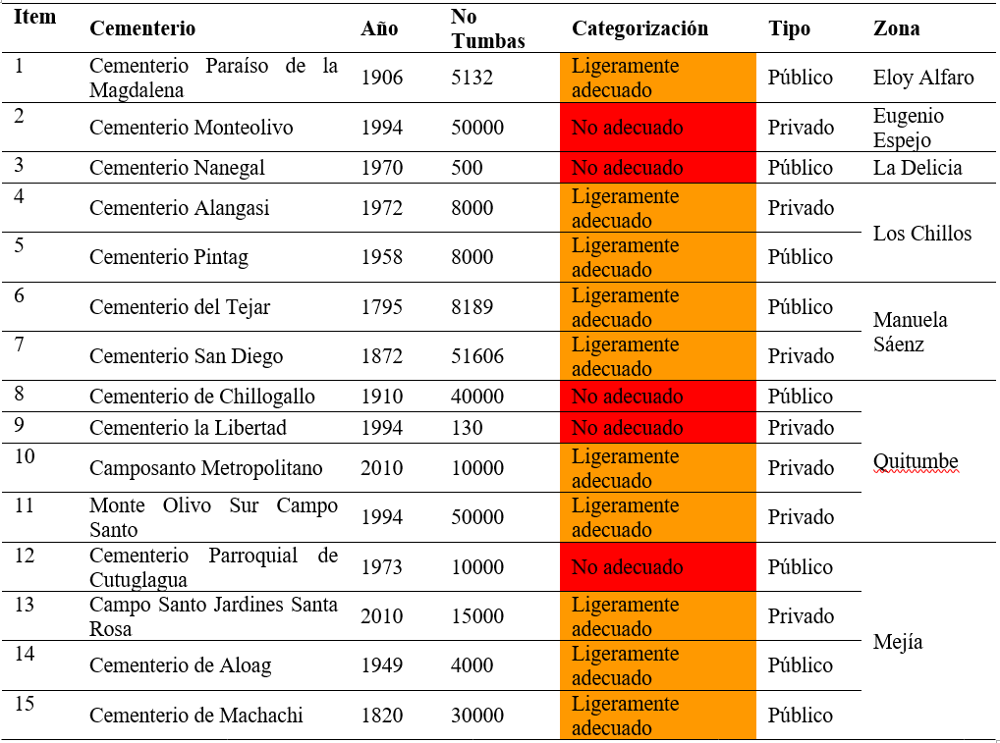 Item Cementerio Año No Tumbas Categorización Tipo Zona
1 Cementerio Paraíso de la Magdalena 1906 5132 Ligeramente adecuado Público Eloy Alfaro
2 Cementerio Monteolivo 1994 50000 No adecuado Privado Eugenio Espejo
3 Cementerio Nanegal 1970 500 No adecuado Público La Delicia
4 Cementerio Alangasi 1972 8000 Ligeramente adecuado Privado Los Chillos
5 Cementerio Pintag 1958 8000 Ligeramente adecuado Público
6 Cementerio del Tejar 1795 8189 Ligeramente adecuado Público Manuela Sáenz
7 Cementerio San Diego 1872 51606 Ligeramente adecuado Privado
8 Cementerio de Chillogallo 1910 40000 No adecuado Público Quitumbe
9 Cementerio la Libertad 1994 130 No adecuado Privado
10 Camposanto Metropolitano 2010 10000 Ligeramente adecuado Privado
11 Monte Olivo Sur Campo Santo 1994 50000 Ligeramente adecuado Privado
12 Cementerio Parroquial de Cutuglagua 1973 10000 No adecuado Público Mejía
13 Campo Santo Jardines Santa Rosa 2010 15000 Ligeramente adecuado Privado
14 Cementerio de Aloag 1949 4000 Ligeramente adecuado Público
15 Cementerio de Machachi 1820 30000 Ligeramente adecuado Público